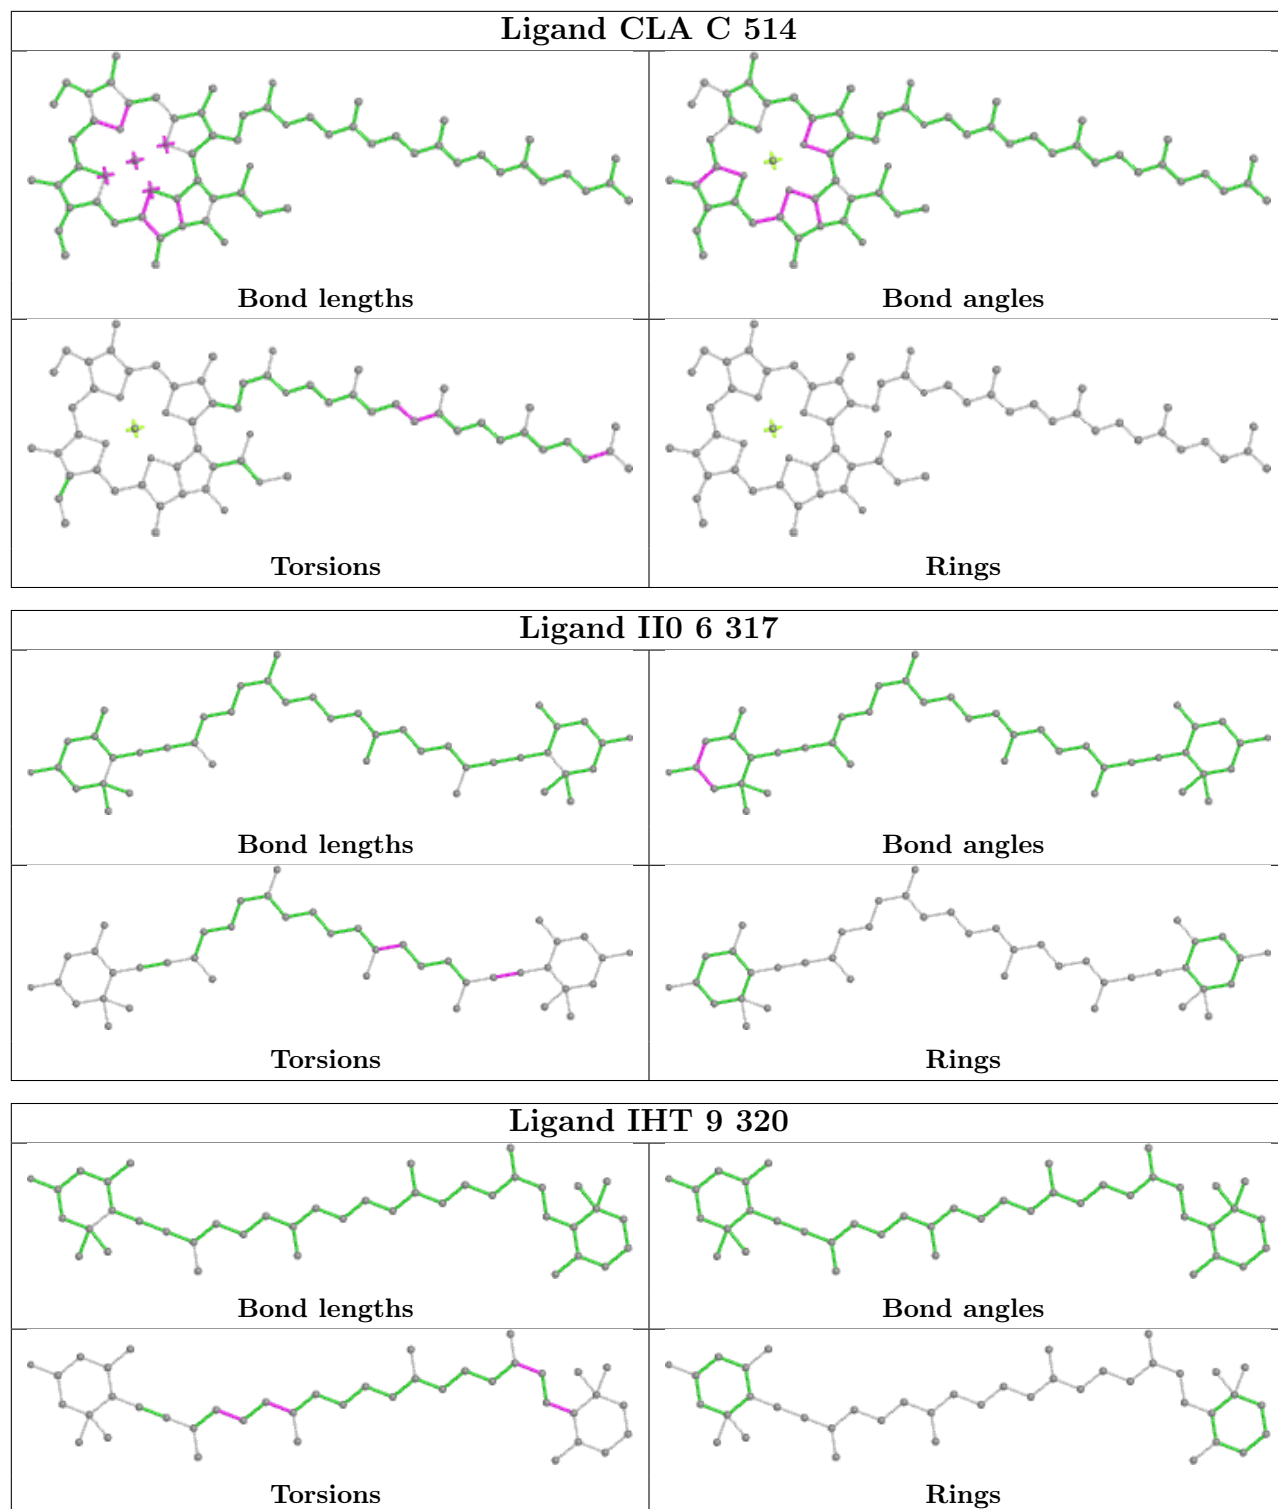 Ligand CLA C 514
Bond lengths
Bond angles
Torsions
Rings
Ligand II0 6 317
Bond lengths
Bond angles
Torsions
Rings
Ligand IHT 9 320
Bond lengths
Bond angles
Torsions
Rings